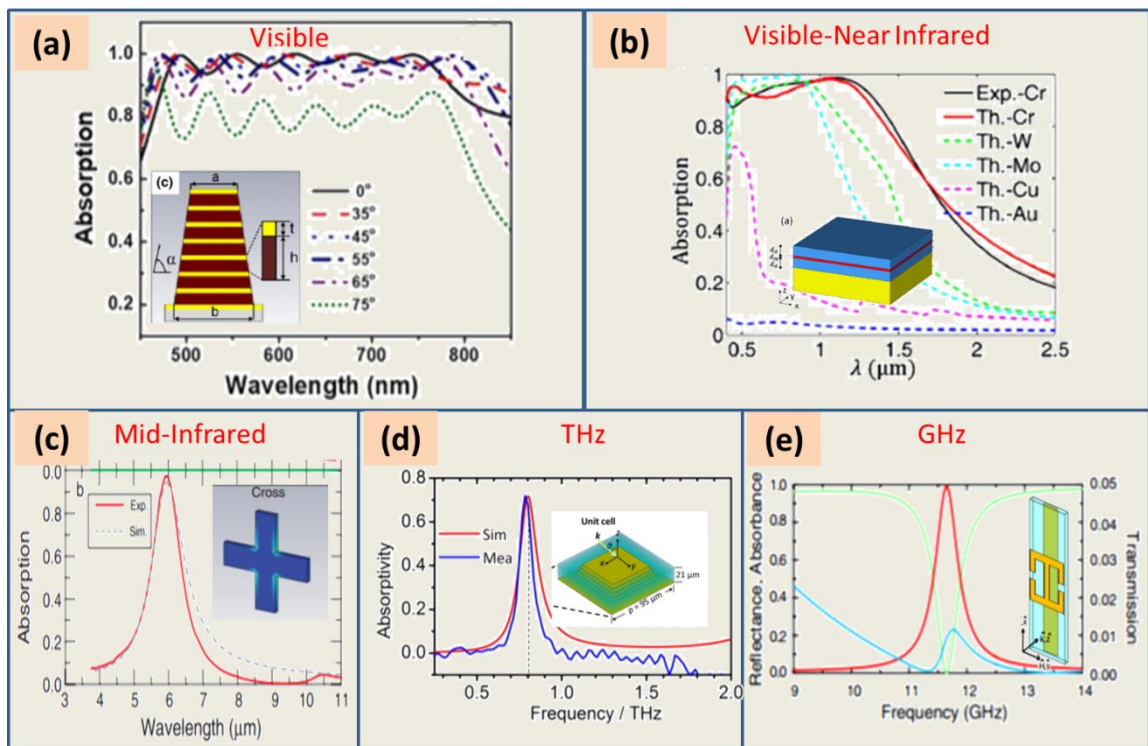 (a)
Visible
Absorption
1.0
0.8
0.6
0.4
0.2
(c)
a
t
h
α
b
0°
35°
45°
55°
65°
75°
500
600
700
800
Wavelength (nm)
(b)
Visible-Near Infrared
Absorption
1
0.8
0.6
0.4
0.2
0
Exp.-Cr
Th.-Cr
Th.-W
Th.-Mo
Th.-Cu
Th.-Au
(a)
z
y
x
0.5
1
1.5
2
2.5
λ (μm)
(c)
Mid-Infrared
0.0
b
Exp.
Sim.
Cross
Absorption
0.8
0.6
0.4
0.2
0.0
3 4 5 6 7 8 9 10 11
Wavelength (μm)
(d)
THz
Absorptivity
0.8
0.6
0.4
0.2
0.0
Sim
Mea
Unit cell
k
z
x
y
21 μm
p = 95 μm
0.5
1.0
1.5
2.0
Frequency / THz
(e)
GHz
Reflectance, Absorbance
1.0
0.8
0.6
0.4
0.2
0.0
Transmission
0.05
0.04
0.03
0.02
0.01
0.00
9
10
11
12
13
14
Frequency (GHz)